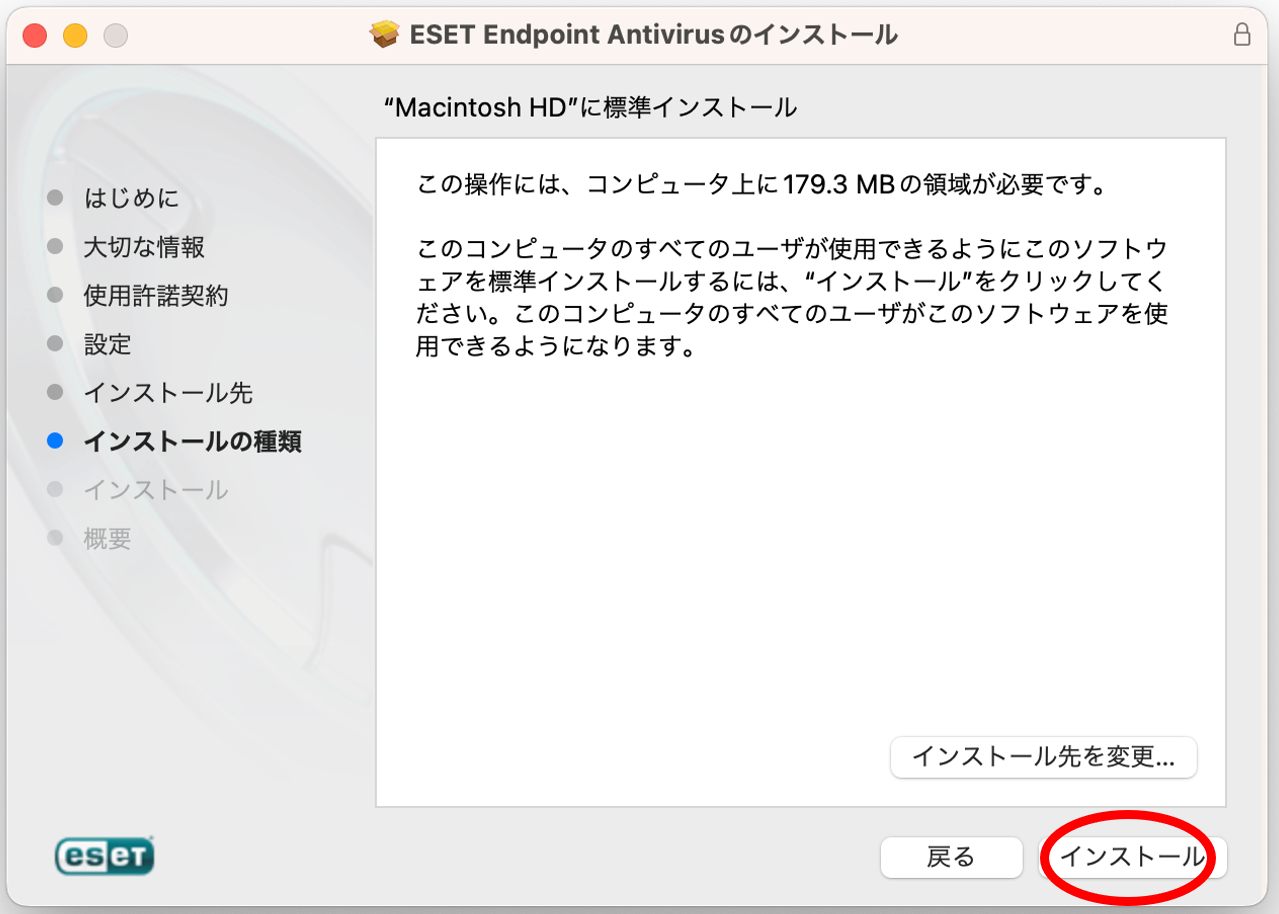 ESET Endpoint Antivirusのインストール
“Macintosh HD”に標準インストール
はじめに
大切な情報
使用許諾契約
設定
インストール先
インストールの種類
インストール
概要
この操作には、コンピュータ上に179.3 MBの領域が必要です。
このコンピュータのすべてのユーザが使用できるようにこのソフトウ
ェアを標準インストールするには、“インストール”をクリックしてく
ださい。このコンピュータのすべてのユーザがこのソフトウェアを使
用できるようになります。
インストール先を変更...
eseT
戻る
インストール